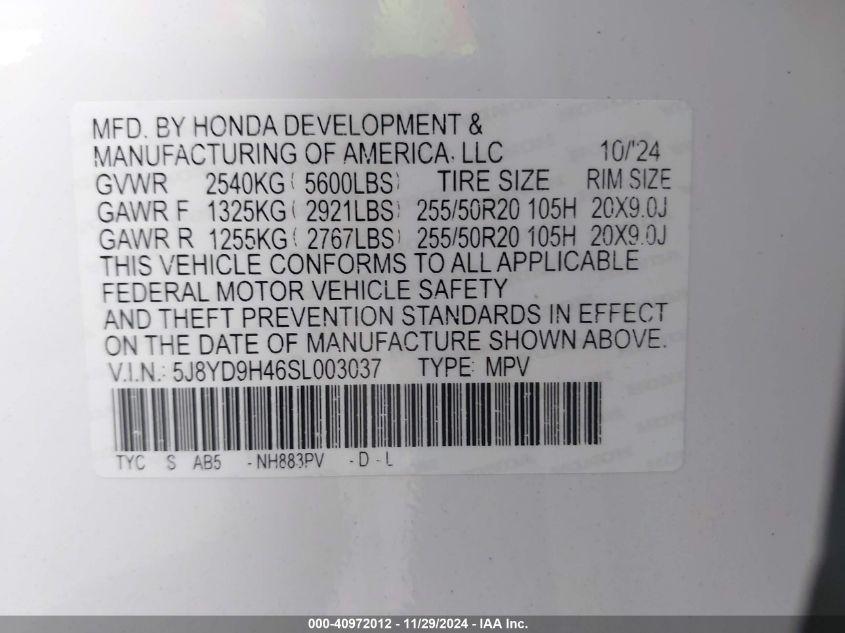 MFD. BY HONDA DEVELOPMENT &
MANUFACTURING OF AMERICA, LLC 10/'24
GVWR 2540KG( 5600LBS) TIRE SIZE RIM SIZE
GAWR F 1325KG( 2921LBS) 255/50R20 105H 20X9.0J
GAWR R 1255KG( 2767LBS) 255/50R20 105H 20X9.0J
THIS VEHICLE CONFORMS TO ALL APPLICABLE
FEDERAL MOTOR VEHICLE SAFETY
AND THEFT PREVENTION STANDARDS IN EFFECT
ON THE DATE OF MANUFACTURE SHOWN ABOVE.
V.I.N.: 5J8YD9H46SL003037 TYPE: MPV
TYC S AB5 -NH883PV -D-L
000-40972012 - 11/29/2024 - IAA Inc.